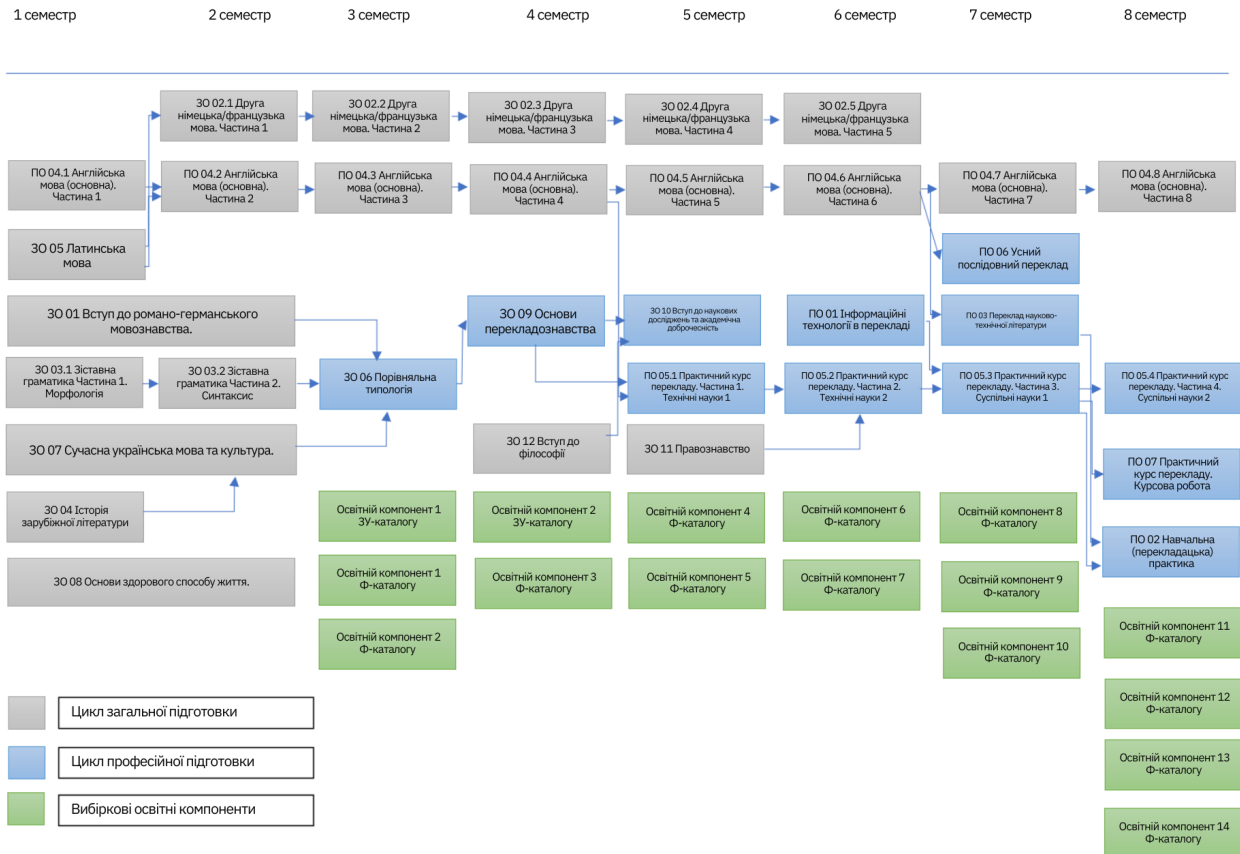 1 семестр
2 семестр
3 семестр
4 семестр
5 семестр
6 семестр
7 семестр
8 семестр
ЗО 02.1 Друга
німецька/французька
мова. Частина 1
ЗО 02.2 Друга
німецька/французька
мова. Частина 2
ЗО 02.3 Друга
німецька/французька
мова. Частина 3
ЗО 02.4 Друга
німецька/французька
мова. Частина 4
ЗО 02.5 Друга
німецька/французька
мова. Частина 5
ПО 04.1 Англійська
мова (основна).
Частина 1
ПО 04.2 Англійська
мова (основна).
Частина 2
ПО 04.3 Англійська
мова (основна).
Частина 3
ПО 04.4 Англійська
мова (основна).
Частина 4
ПО 04.5 Англійська
мова (основна).
Частина 5
ПО 04.6 Англійська
мова (основна).
Частина 6
ПО 04.7 Англійська
мова (основна).
Частина 7
ПО 04.8 Англійська
мова (основна).
Частина 8
ЗО 05 Латинська
мова
ПО 06 Усний
послідовний переклад
ЗО 01 Вступ до романо-германського
мовознавства.
ЗО 09 Основи
перекладознавства
ЗО 10 Вступ до наукових
досліджень та академічна
доброчесність
ПО 01 Інформаційні
технології в перекладі
ПО 03 Переклад науково-
технічної літератури
ЗО 03.1 Зіставна
граматика Частина 1.
Морфологія
ЗО 03.2 Зіставна
граматика Частина 2.
Синтаксис
ЗО 06 Порівняльна
типологія
ПО 05.1 Практичний курс
перекладу. Частина 1.
Технічні науки 1
ПО 05.2 Практичний курс
перекладу. Частина 2.
Технічні науки 2
ПО 05.3 Практичний курс
перекладу. Частина 3.
Суспільні науки 1
ПО 05.4 Практичний курс
перекладу. Частина 4.
Суспільні науки 2
ЗО 07 Сучасна українська мова та культура.
ЗО 12 Вступ до
філософії
ЗО 11 Правознавство
ПО 07 Практичний
курс перекладу.
Курсова робота
ЗО 04 Історія
зарубіжної літератури
Освітній компонент 1
ЗУ-каталогу
Освітній компонент 2
ЗУ-каталогу
Освітній компонент 4
Ф-каталогу
Освітній компонент 6
Ф-каталогу
Освітній компонент 8
Ф-каталогу
ПО 02 Навчальна
(перекладацька)
практика
ЗО 08 Основи здорового способу життя.
Освітній компонент 1
Ф-каталогу
Освітній компонент 3
Ф-каталогу
Освітній компонент 5
Ф-каталогу
Освітній компонент 7
Ф-каталогу
Освітній компонент 9
Ф-каталогу
Освітній компонент 2
Ф-каталогу
Освітній компонент 10
Ф-каталогу
Освітній компонент 11
Ф-каталогу
Освітній компонент 12
Ф-каталогу
Освітній компонент 13
Ф-каталогу
Освітній компонент 14
Ф-каталогу
Цикл загальної підготовки
Цикл професійної підготовки
Вибіркові освітні компоненти